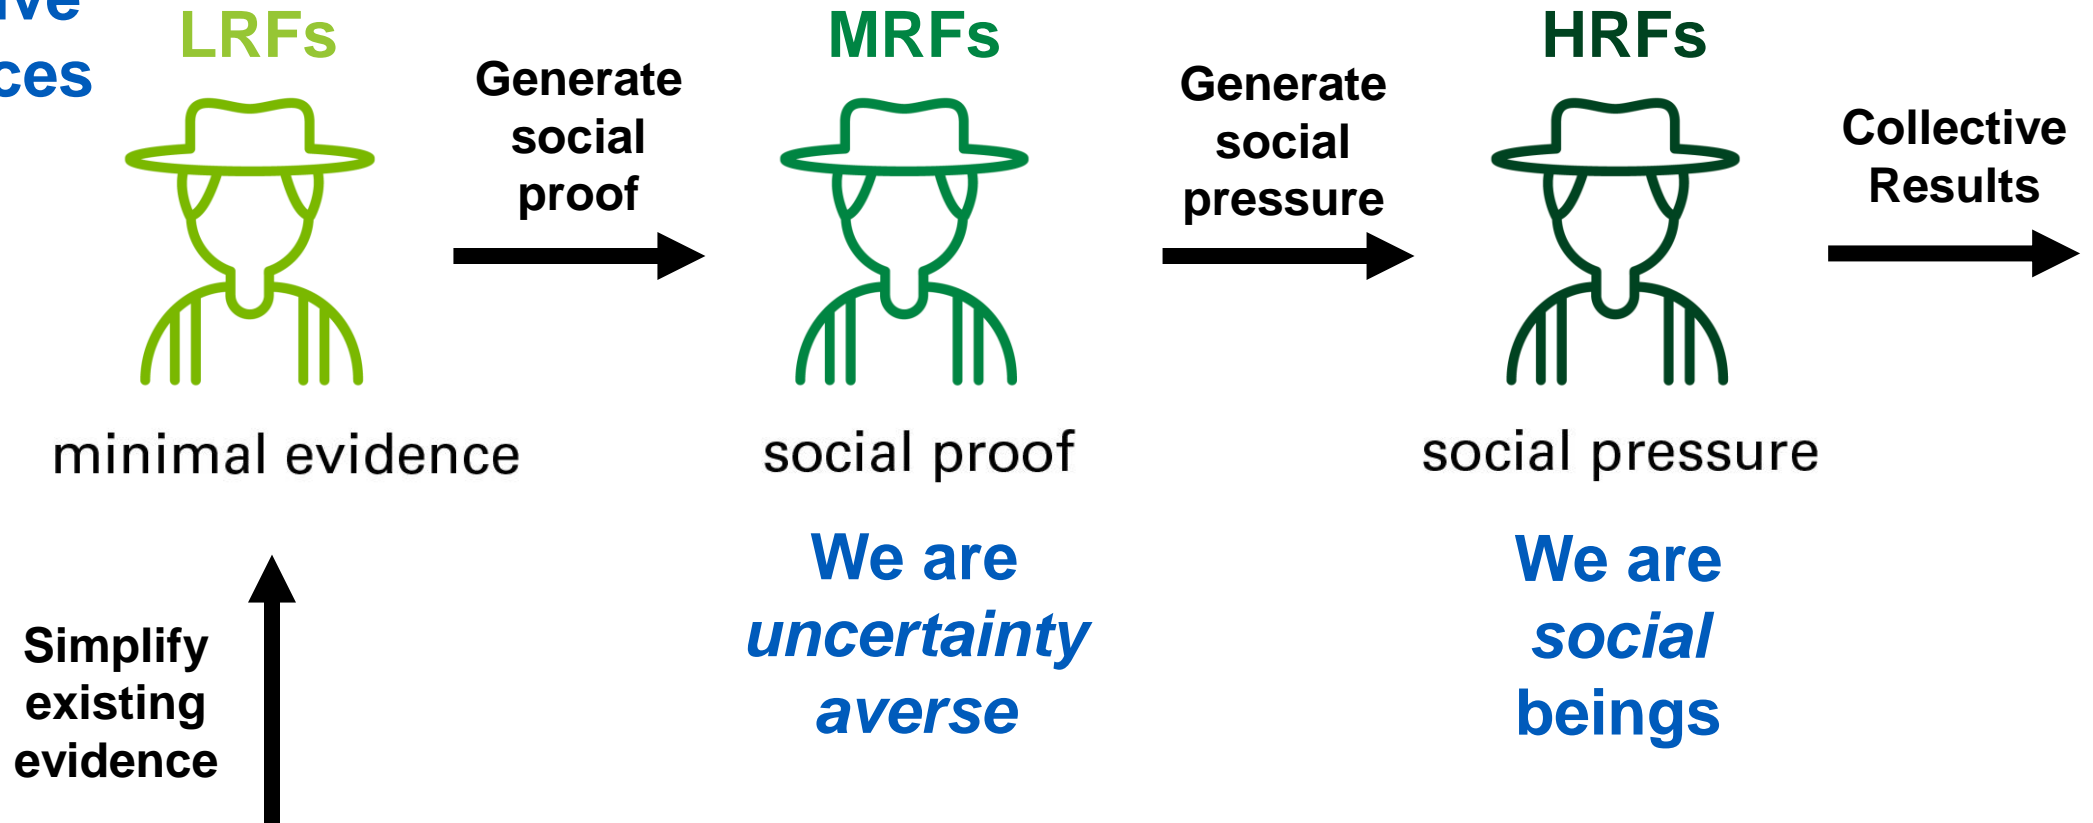 LRFs
MRFs
HRFs
Generate
social
proof
Generate
social
pressure
Collective
Results
minimal evidence
social proof
social pressure
We are
uncertainty
averse
We are
social
beings
Simplify
existing
evidence